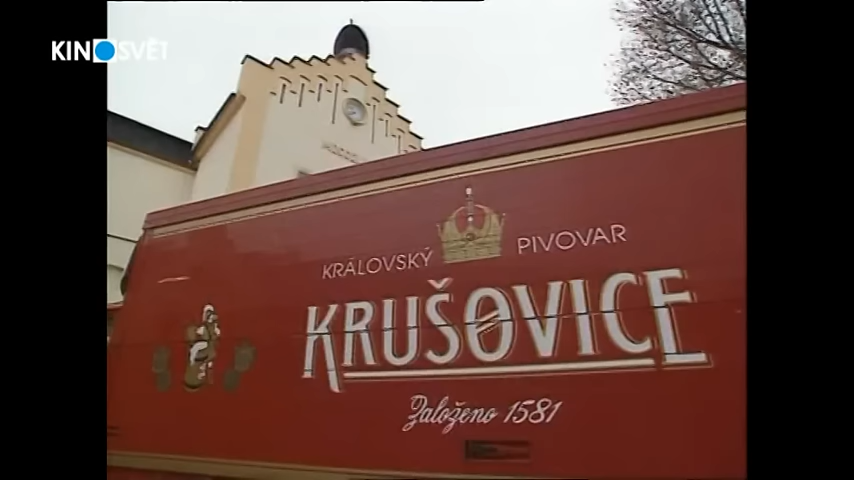 KINOSVĚT
KRÁLOVSKÝ PIVOVAR
KRUŠOVICE
Založeno 1581